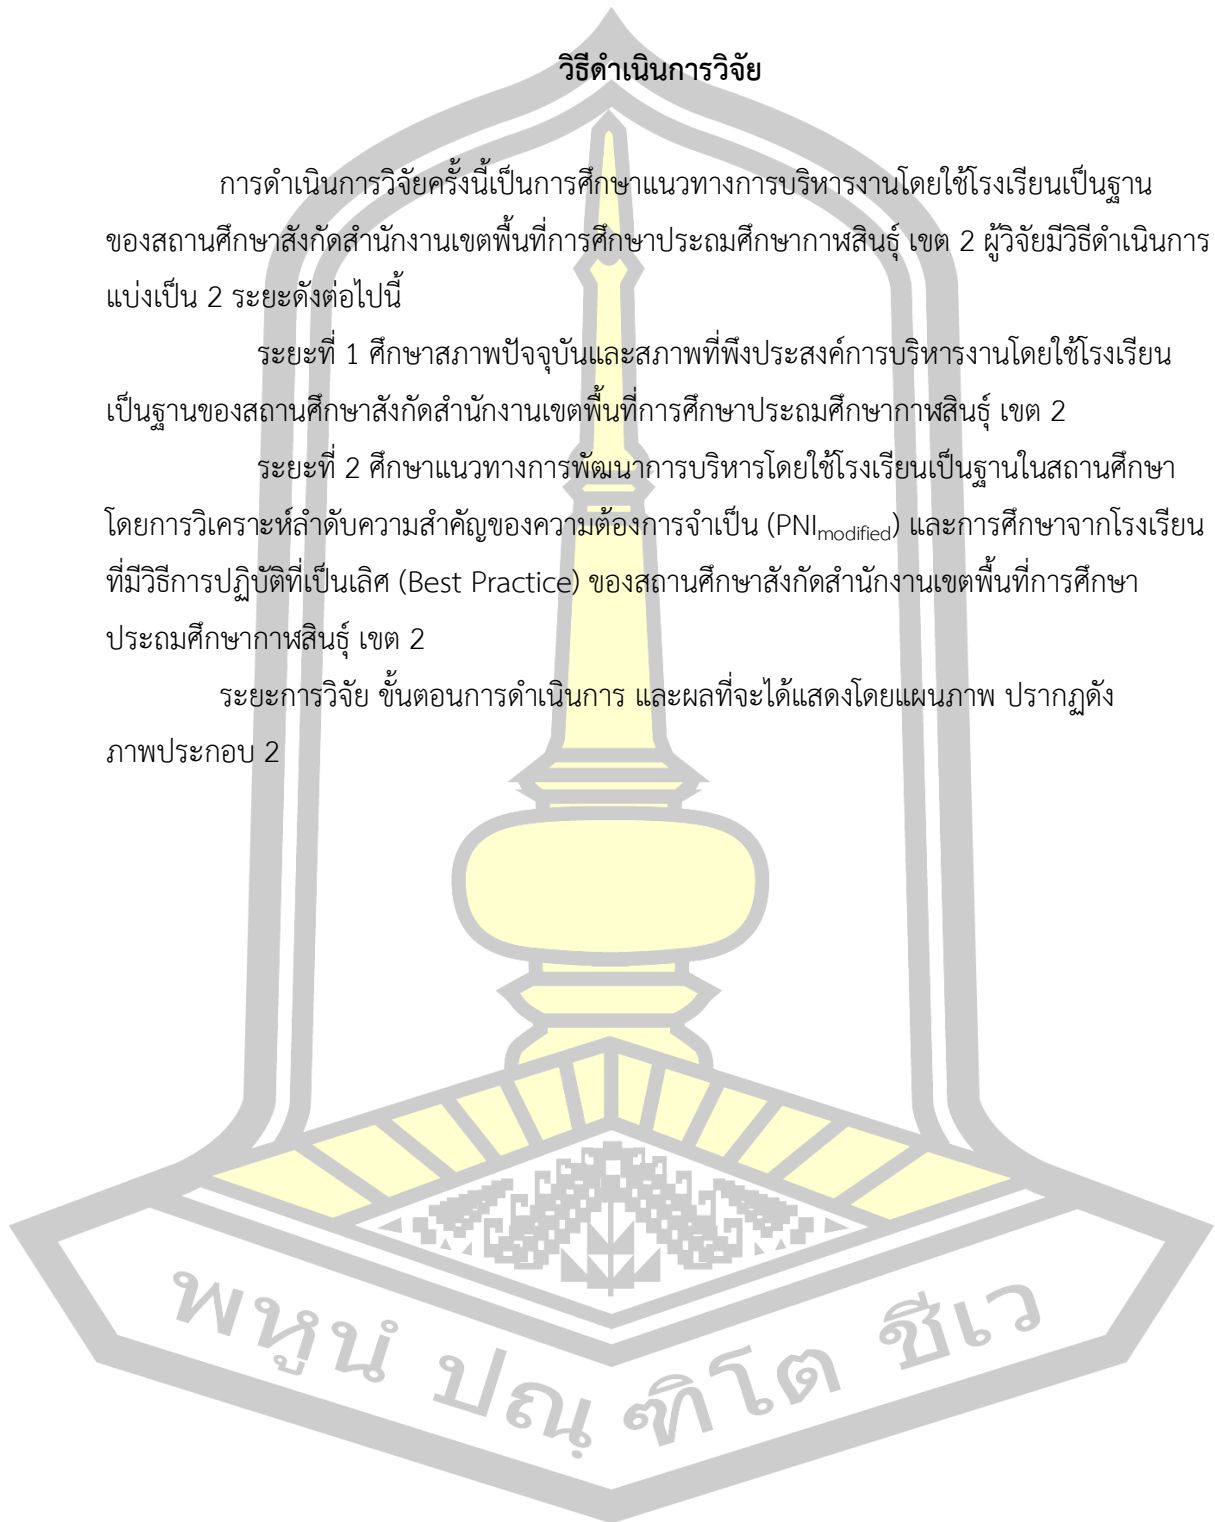 วิธีดำเนินการวิจัย
การดำเนินการวิจัยครั้งนี้เป็นการศึกษาแนวทางการบริหารงานโดยใช้โรงเรียนเป็นฐาน
ของสถานศึกษาสังกัดสำนักงานเขตพื้นที่การศึกษาประถมศึกษากาฬสินธุ์ เขต 2 ผู้วิจัยมีวิธีดำเนินการ
แบ่งเป็น 2 ระยะดังต่อไปนี้
ระยะที่ 1 ศึกษาสภาพปัจจุบันและสภาพที่พึงประสงค์การบริหารงานโดยใช้โรงเรียน
เป็นฐานของสถานศึกษาสังกัดสำนักงานเขตพื้นที่การศึกษาประถมศึกษากาฬสินธุ์ เขต 2
ระยะที่ 2 ศึกษาแนวทางการพัฒนาการบริหารโดยใช้โรงเรียนเป็นฐานในสถานศึกษา
โดยการวิเคราะห์ลำดับความสำคัญของความต้องการจำเป็น (PNImodified) และการศึกษาจากโรงเรียน
ที่มีวิธีการปฏิบัติที่เป็นเลิศ (Best Practice) ของสถานศึกษาสังกัดสำนักงานเขตพื้นที่การศึกษา
ประถมศึกษากาฬสินธุ์ เขต 2
ระยะการวิจัย ขั้นตอนการดำเนินการ และผลที่จะได้แสดงโดยแผนภาพ ปรากฏดัง
ภาพประกอบ 2
พหูนํ ปณฺ ฑิโต ชีเว